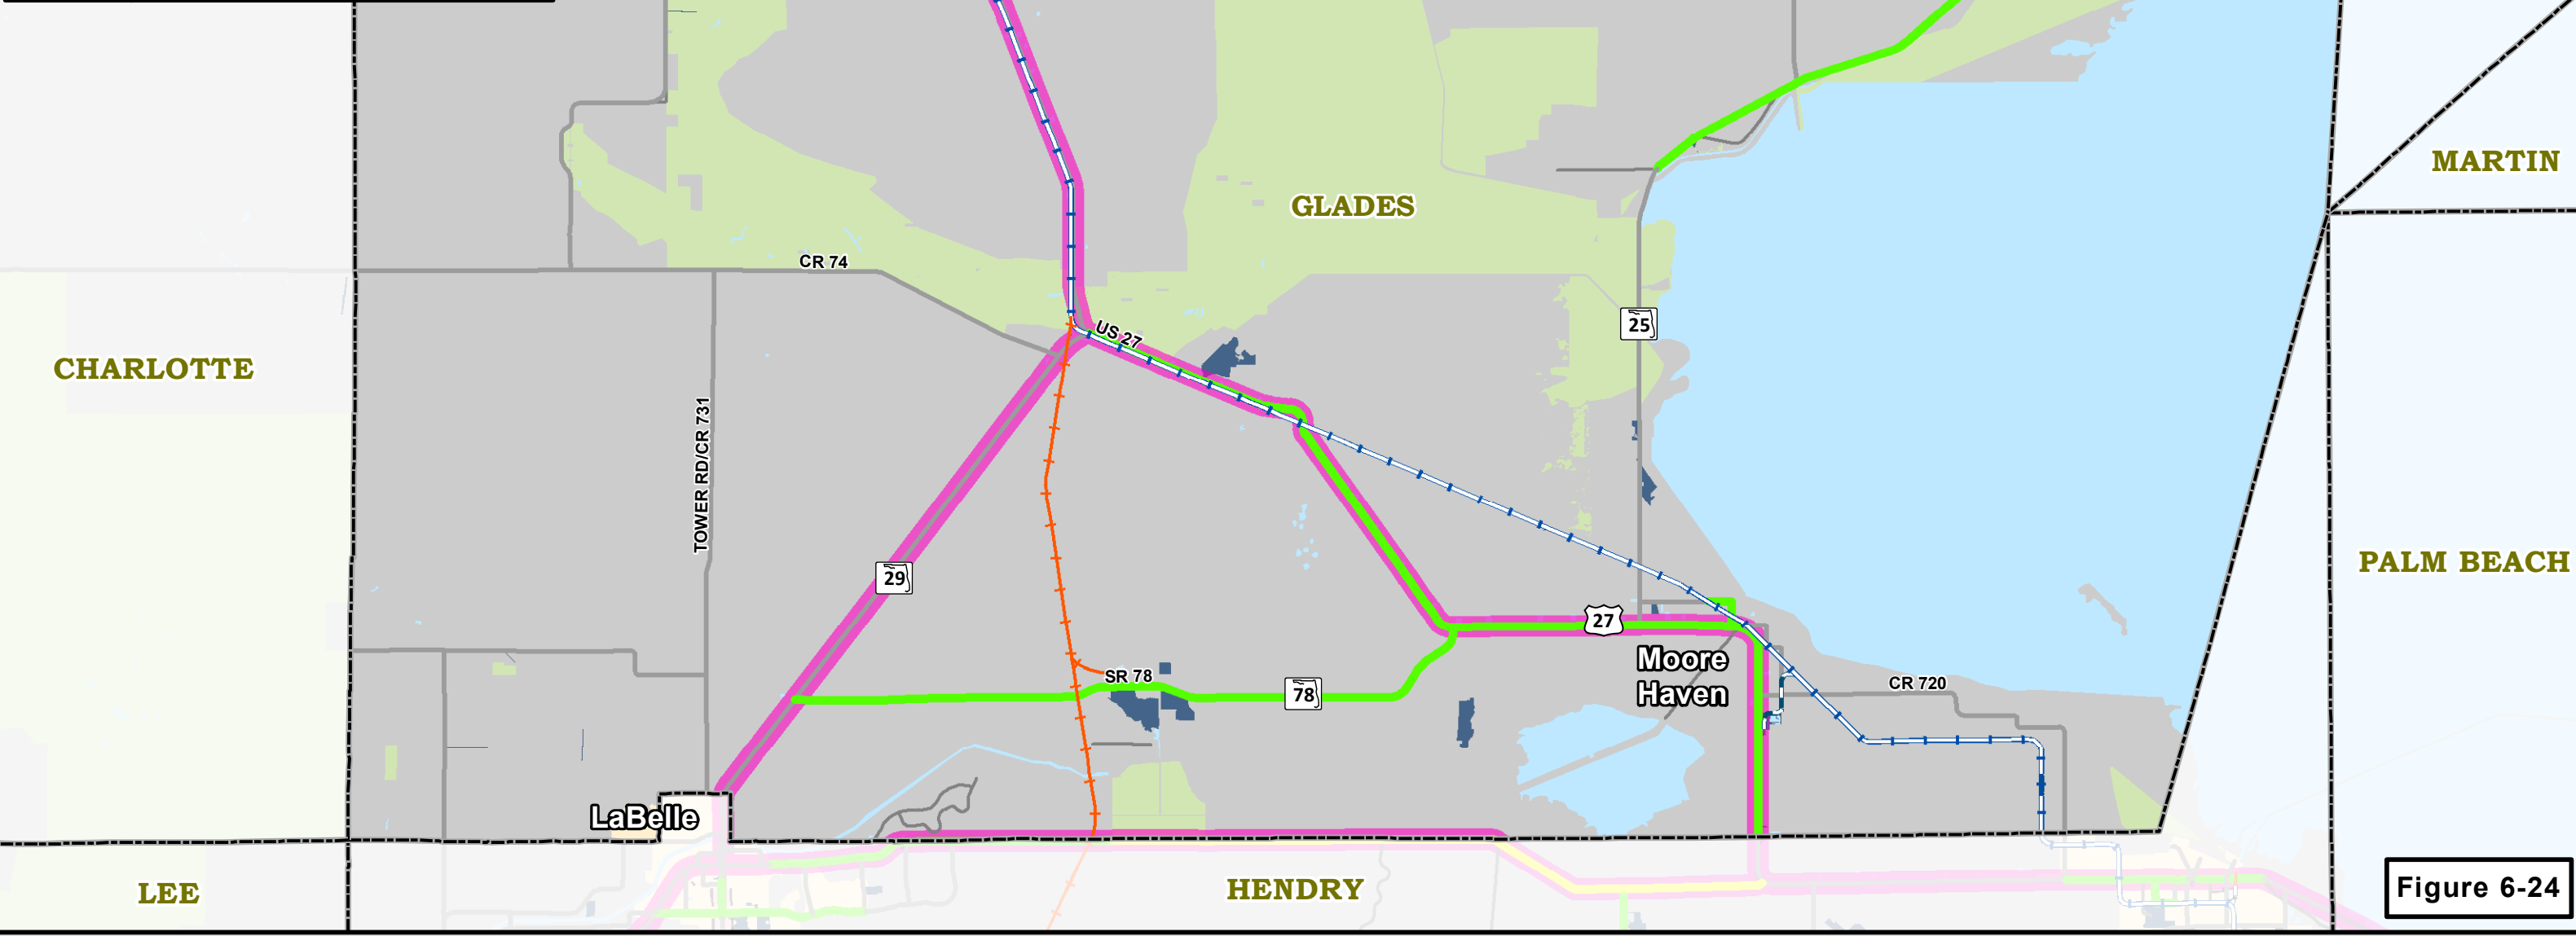 MARTIN
GLADES
CR 74
25
US 27
CHARLOTTE
TOWER RD/CR 731
PALM BEACH
29
27
Moore
Haven
SR 78
78
CR 720
LaBelle
LEE
HENDRY
Figure 6-24